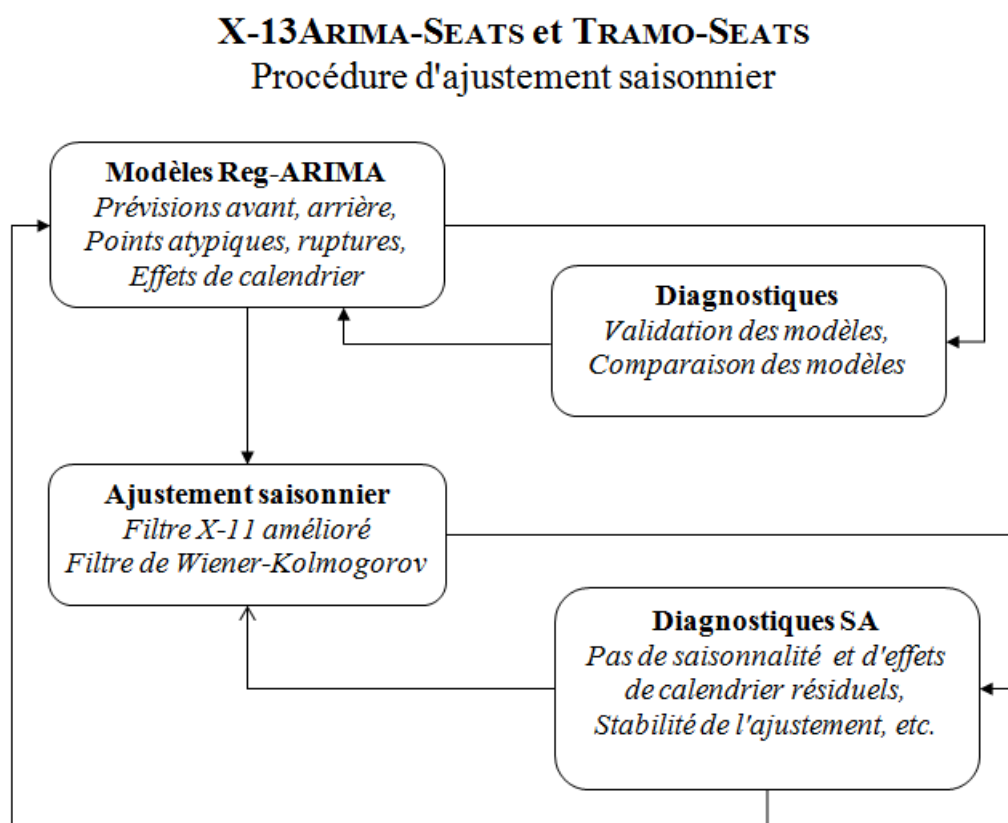 X-13ARIMA-SEATS et TRAMO-SEATS
Procédure d'ajustement saisonnier
Modèles Reg-ARIMA
Prévisions avant, arrière,
Points atypiques, ruptures,
Effets de calendrier
Diagnostiques
Validation des modèles,
Comparaison des modèles
Ajustement saisonnier
Filtre X-11 amélioré
Filtre de Wiener-Kolmogorov
Diagnostiques SA
Pas de saisonnalité et d'effets
de calendrier résiduels,
Stabilité de l'ajustement, etc.